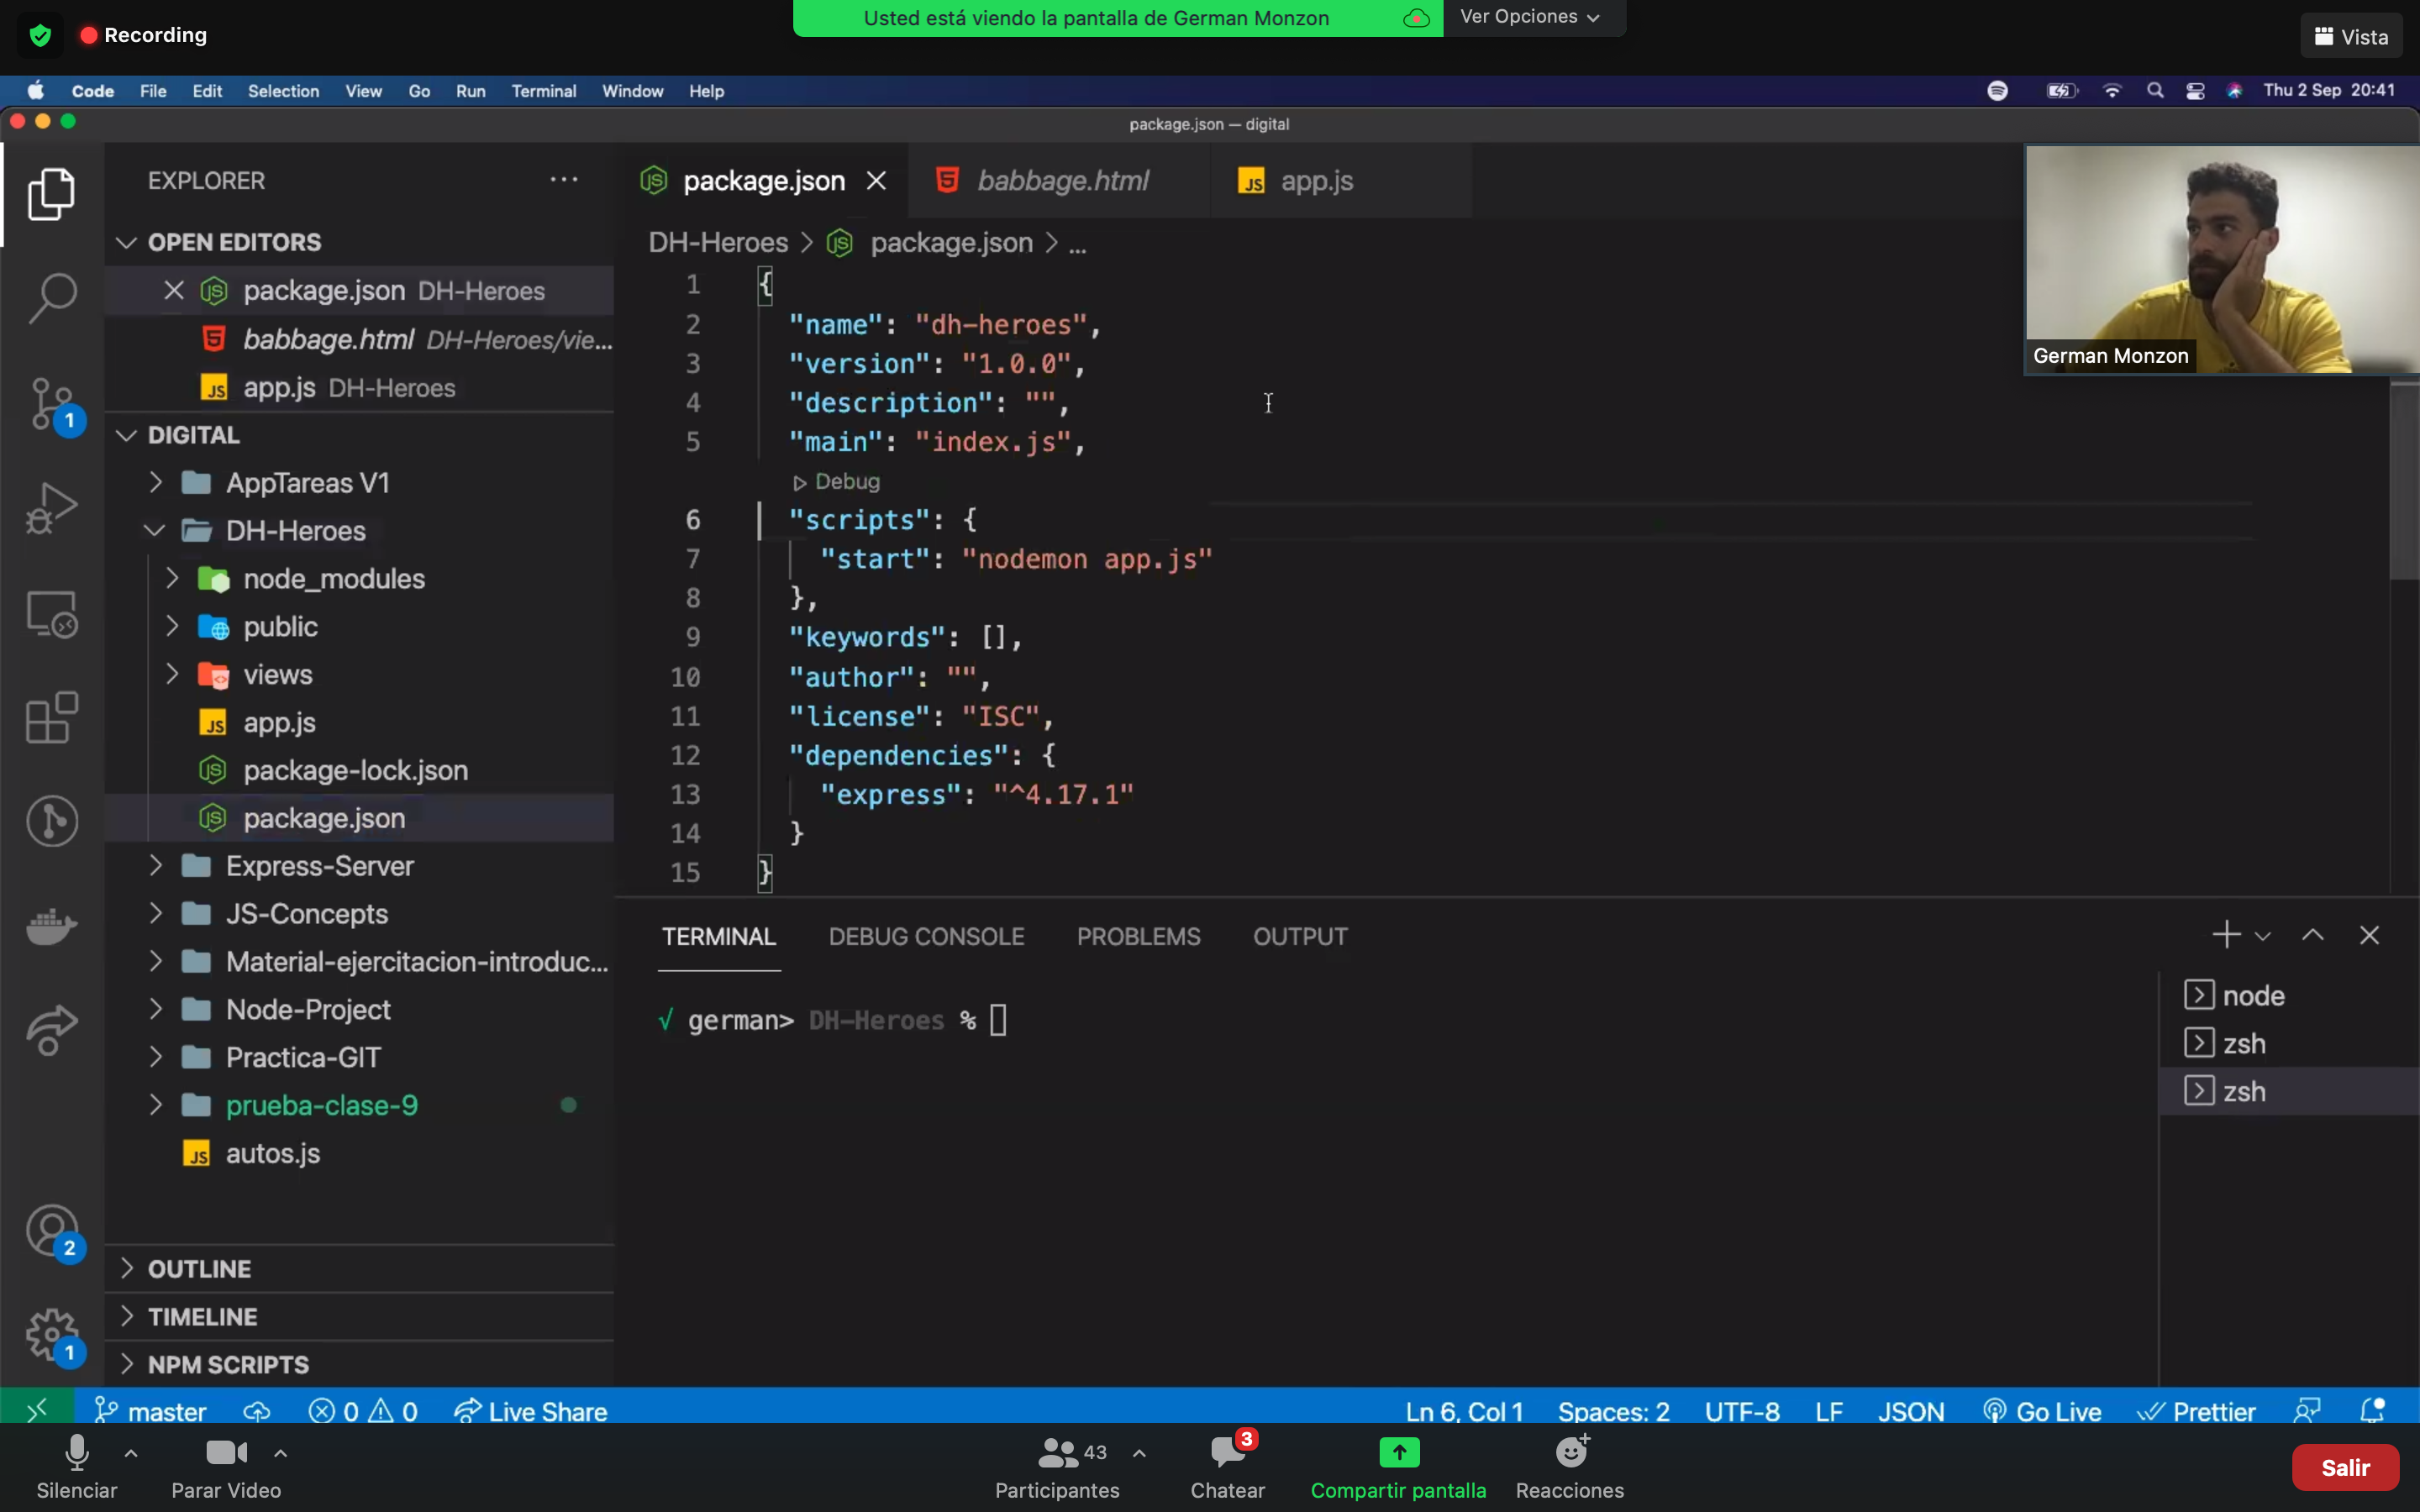 Recording
Usted está viendo la pantalla de German Monzon
Ver Opciones
Vista
Code File Edit Selection View Go Run Terminal Window Help
Thu 2 Sep 20:41
package.json — digital
EXPLORER
...
OPEN EDITORS
package.json DH-Heroes
babbage.html DH-Heroes/vie...
app.js DH-Heroes
DIGITAL
AppTareas V1
DH-Heroes
node_modules
public
views
app.js
package-lock.json
package.json
Express-Server
JS-Concepts
Material-ejercitacion-introduc...
Node-Project
Practica-GIT
prueba-clase-9
autos.js
OUTLINE
TIMELINE
NPM SCRIPTS
1
2
1
package.json
babbage.html
app.js
DH-Heroes > package.json > ...
1 {
2 "name": "dh-heroes",
3 "version": "1.0.0",
4 "description": "",
5 "main": "index.js",
Debug
6 "scripts": {
7 "start": "nodemon app.js"
8 },
9 "keywords": [],
10 "author": "",
11 "license": "ISC",
12 "dependencies": {
13 "express": "^4.17.1"
14 }
15 }
German Monzon
TERMINAL DEBUG CONSOLE PROBLEMS OUTPUT
√ german> DH-Heroes %
node
zsh
zsh
master 0 0 Live Share
Ln 6, Col 1 Spaces: 2 UTF-8 LF JSON Go Live Prettier
Silenciar
Parar Video
43
Participantes
3
Chatear
Compartir pantalla
Reacciones
Salir